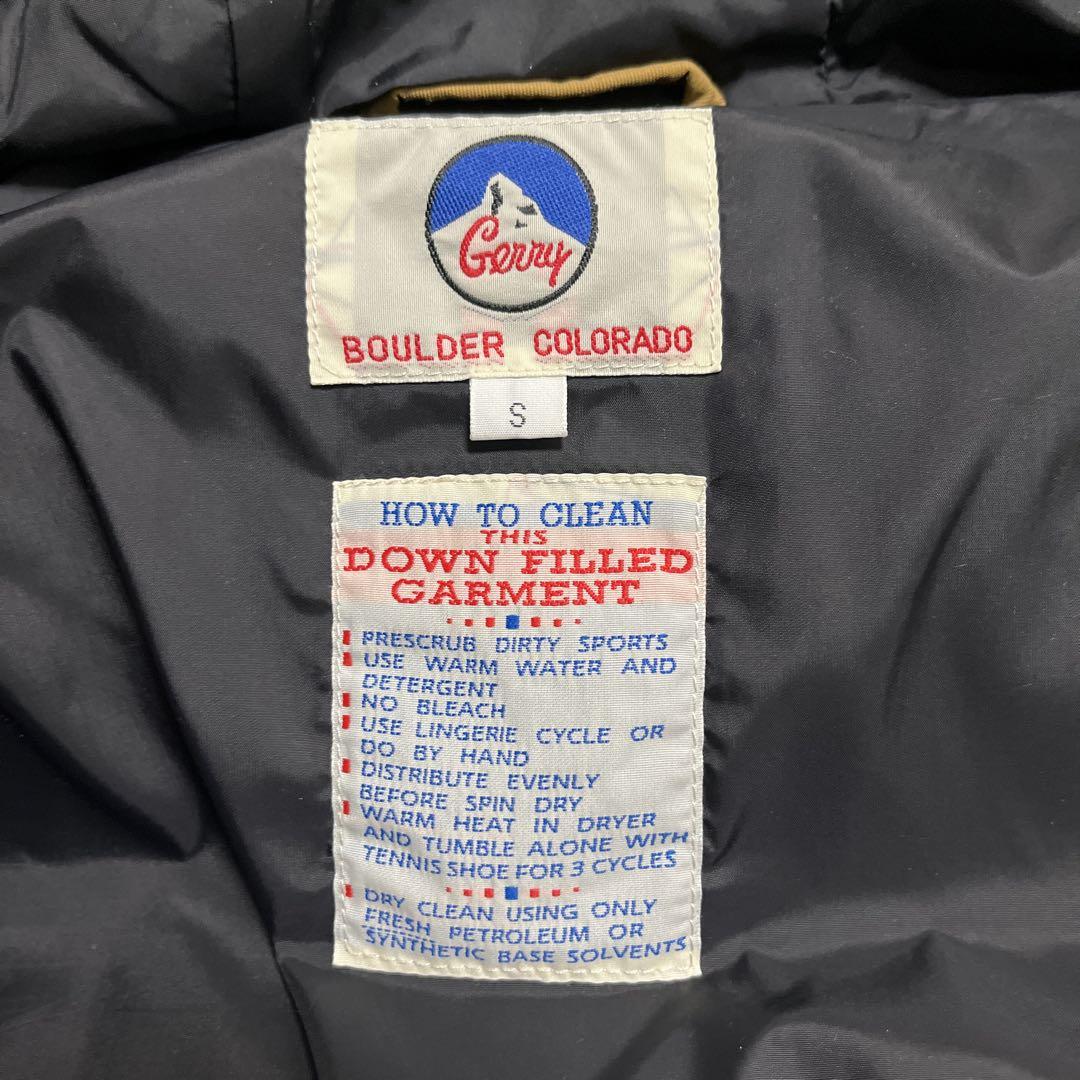 Gerry
BOULDER COLORADO
S
HOW TO CLEAN
THIS
DOWN FILLED
GARMENT
PRESCRUB DIRTY SPORTS
USE WARM WATER AND
DETERGENT
NO BLEACH
USE LINGERIE CYCLE OR
DO BY HAND
DISTRIBUTE EVENLY
BEFORE SPIN DRY
WARM HEAT IN DRYER
AND TUMBLE ALONE WITH
TENNIS SHOE FOR 3 CYCLES
DRY CLEAN USING ONLY
FRESH PETROLEUM OR
SYNTHETIC BASE SOLVENTS